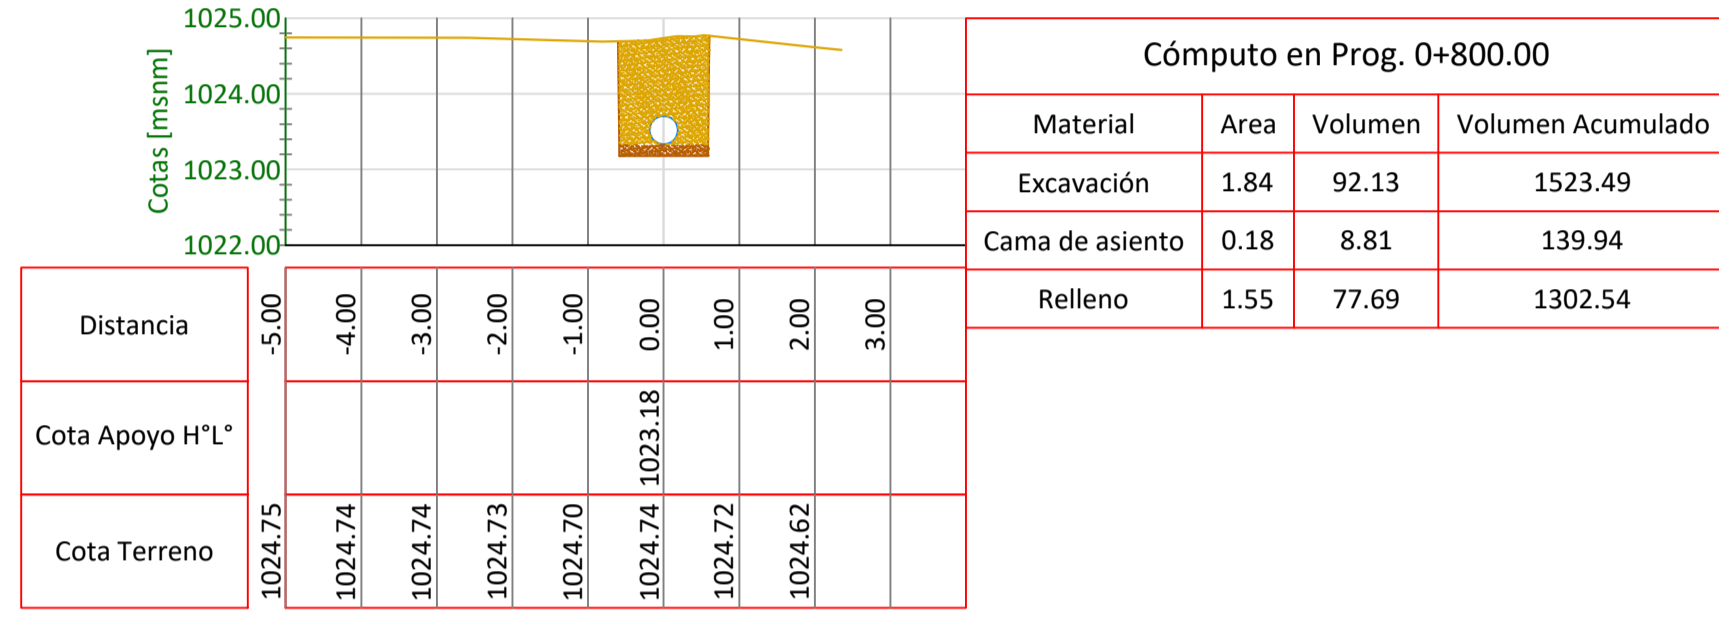 1025.00
1024.00
1023.00
1022.00
Cotas [msnm]
Cómputo en Prog. 0+800.00
Material Area Volumen Volumen Acumulado
Excavación 1.84 92.13 1523.49
Cama de asiento 0.18 8.81 139.94
Relleno 1.55 77.69 1302.54
Distancia -5.00 -4.00 -3.00 -2.00 -1.00 0.00 1.00 2.00 3.00
Cota Apoyo H°L° 1023.18
Cota Terreno 1024.75 1024.74 1024.74 1024.73 1024.70 1024.74 1024.72 1024.62